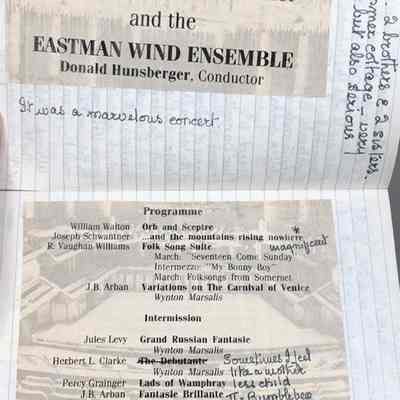 and the
EASTMAN WIND ENSEMBLE
Donald Hunsberger, Conductor
It was a marvelous concert.
2 brothers & 2 sisters.
cottage – very
but also serious
Programme
William Walton Orb and Sceptre
Joseph Schwantner ...and the mountains rising nowhere
R. Vaughan Williams Folk Song Suite *magnificent
March: "Seventeen Come Sunday"
Intermezzo: "My Bonny Boy"
March: Folksongs from Somerset
J.B. Arban Variations on The Carnival of Venice
Wynton Marsalis
Intermission
Jules Levy Grand Russian Fantasie
Wynton Marsalis
Herbert L. Clarke The Debutante Sometimes I feel
Wynton Marsalis like a mother
Percy Grainger Lads of Wamphray less child
J.B. Arban Fantasie Brillante Bumblebee